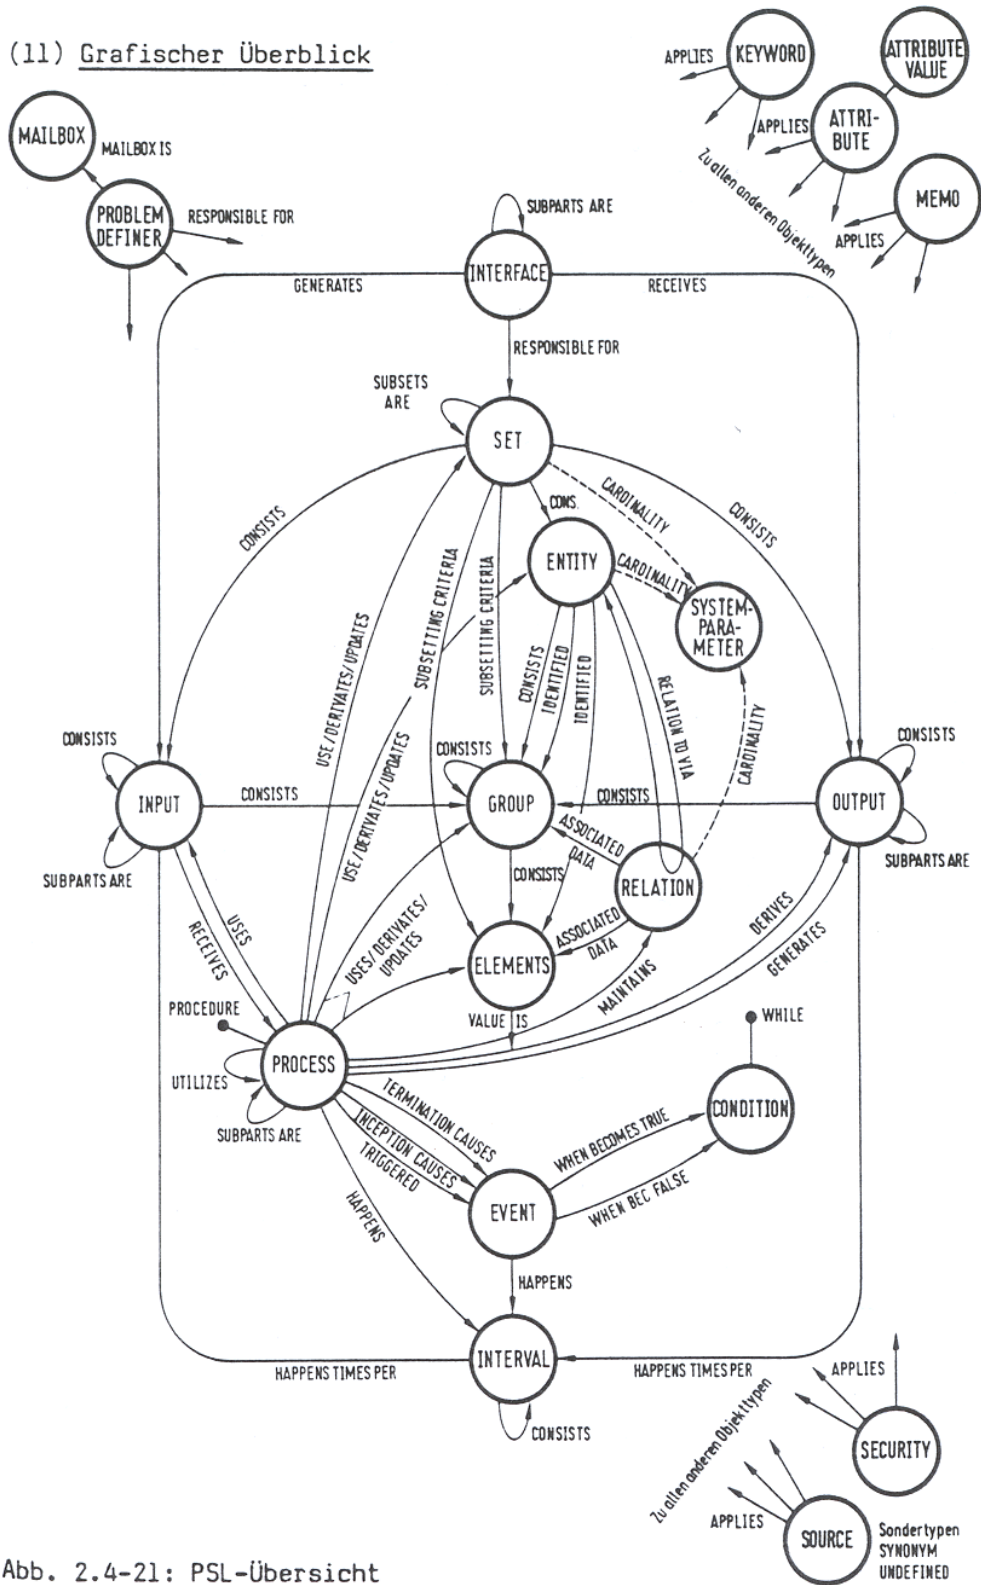 (11) Grafischer Überblick
KEYWORD
APPLIES
ATTRIBUTE
VALUE
ATTRI-
BUTE
APPLIES
MEMO
APPLIES
Zu allen anderen Objekttypen
MAILBOX
MAILBOX IS
PROBLEM
DEFINER
RESPONSIBLE FOR
SUBPARTS ARE
INTERFACE
GENERATES
RECEIVES
RESPONSIBLE FOR
SUBSETS
ARE
SET
CONSISTS
CONS.
CARDINALITY
CONSISTS
ENTITY
CARDINALITY
SYSTEM-
PARA-
METER
USE/DERIVATES/UPDATES
SUBSETTING CRITERIA
SUBSETTING CRITERIA
CONSISTS
IDENTIFIED
IDENTIFIED
RELATION TO VIA
CARDINALITY
USE/DERIVATES/UPDATES
CONSISTS
INPUT
SUBPARTS ARE
CONSISTS
CONSISTS
GROUP
CONSISTS
CONSISTS
OUTPUT
SUBPARTS ARE
ASSOCIATED
DATA
CONSISTS
RELATION
USES
RECEIVES
USES/DERIVATES/
UPDATES
ELEMENTS
ASSOCIATED
DATA
MAINTAINS
DERIVES
GENERATES
VALUE IS
PROCEDURE
PROCESS
UTILIZES
SUBPARTS ARE
WHILE
CONDITION
TERMINATION CAUSES
INCEPTION CAUSES
TRIGGERED
WHEN BECOMES TRUE
WHEN BEC FALSE
EVENT
HAPPENS
HAPPENS
INTERVAL
HAPPENS TIMES PER
HAPPENS TIMES PER
CONSISTS
APPLIES
SECURITY
Zu allen anderen Objekttypen
APPLIES
SOURCE
Sondertypen
SYNONYM
UNDEFINED
Abb. 2.4-21: PSL-Übersicht